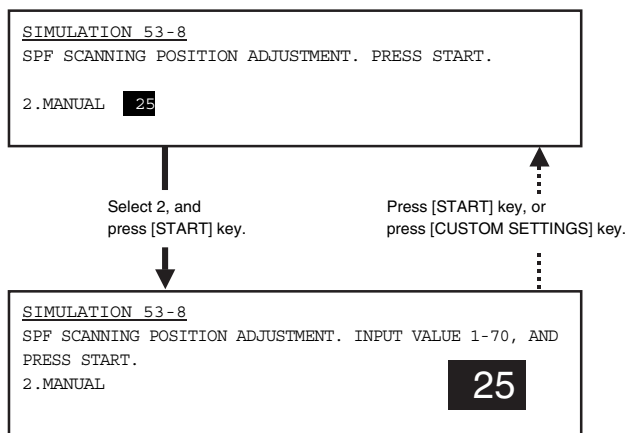 SIMULATION 53-8
SPF SCANNING POSITION ADJUSTMENT. PRESS START.
2.MANUAL 25
Select 2, and
press [START] key.
Press [START] key, or
press [CUSTOM SETTINGS] key.
SIMULATION 53-8
SPF SCANNING POSITION ADJUSTMENT. INPUT VALUE 1-70, AND
PRESS START.
2.MANUAL
25